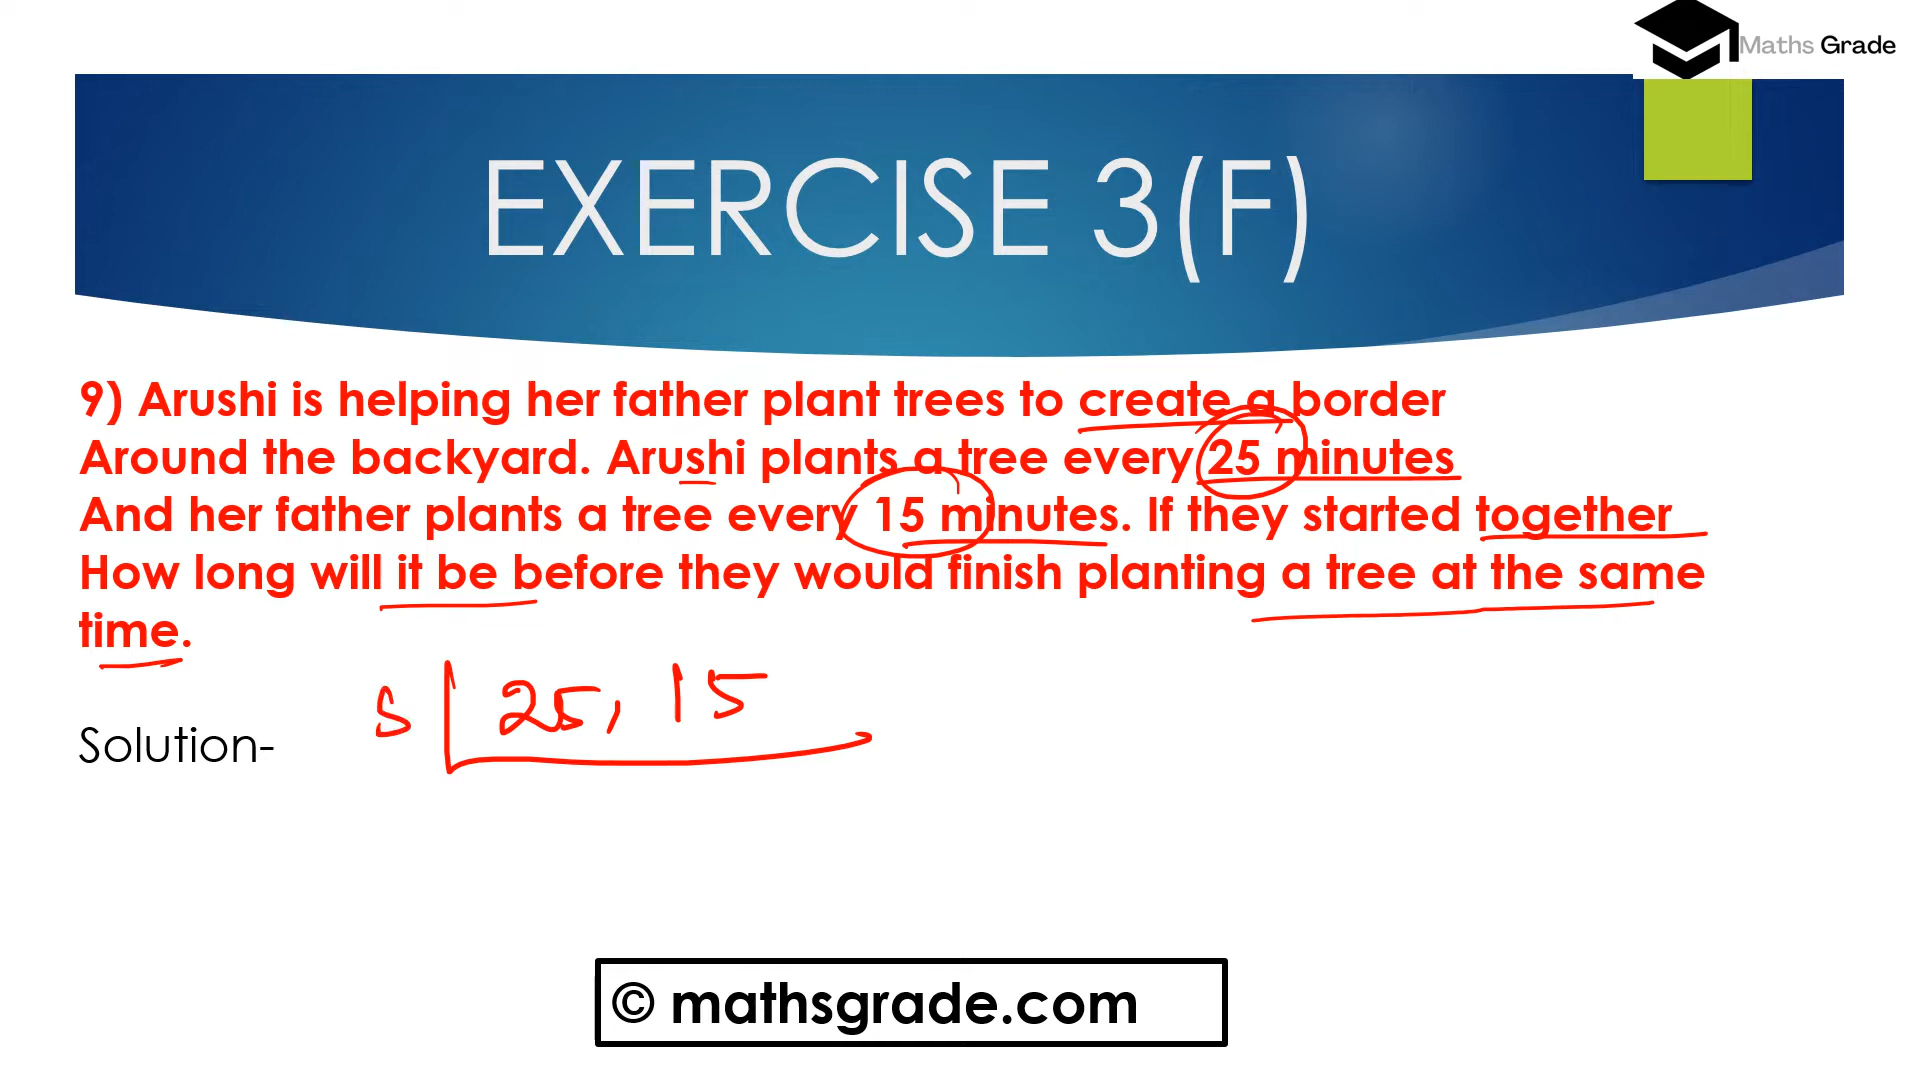 Maths Grade
EXERCISE 3(F)
9) Arushi is helping her father plant trees to create a border
Around the backyard. Arushi plants a tree every 25 minutes
And her father plants a tree every 15 minutes. If they started together
How long will it be before they would finish planting a tree at the same
time.
5 25, 15
Solution-
© mathsgrade.com